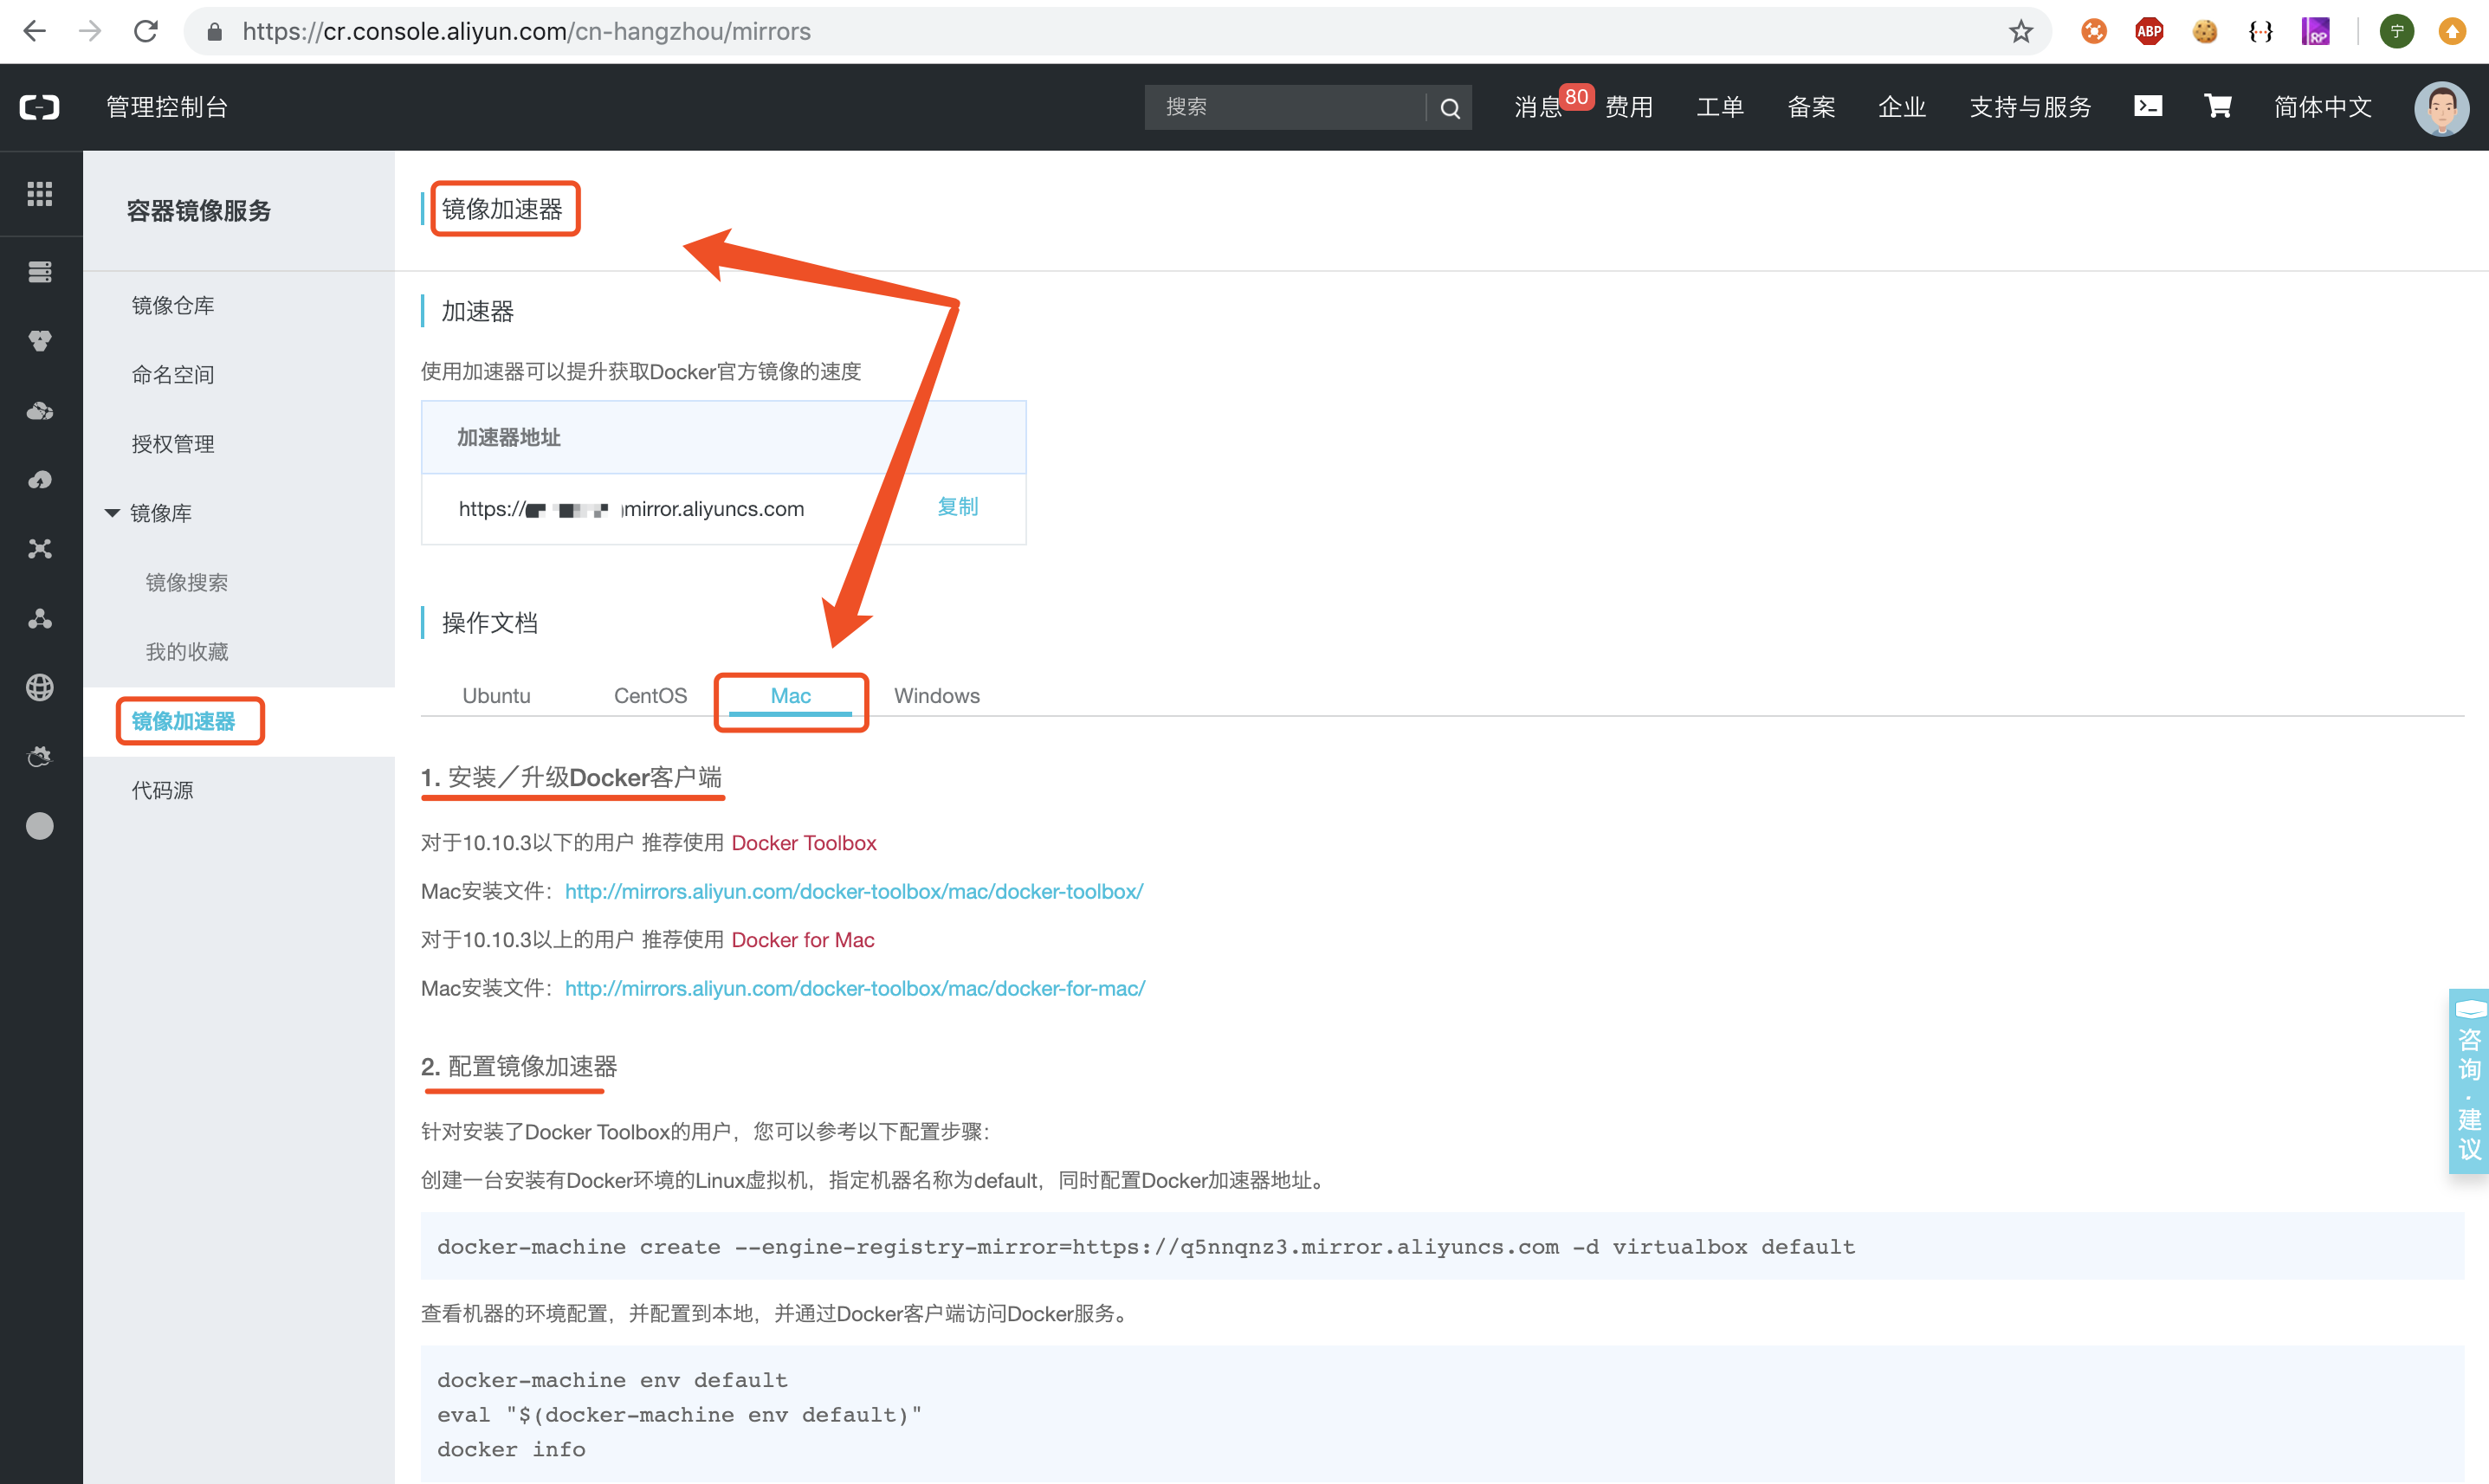 https://cr.console.aliyun.com/cn-hangzhou/mirrors
ABP
RP
宁
管理控制台
搜索
消息 80 费用 工单 备案 企业 支持与服务 简体中文
容器镜像服务
镜像仓库
命名空间
授权管理
镜像库
镜像搜索
我的收藏
镜像加速器
代码源
镜像加速器
加速器
使用加速器可以提升获取Docker官方镜像的速度
加速器地址
https:// mirror.aliyuncs.com 复制
操作文档
Ubuntu CentOS Mac Windows
1. 安装／升级Docker客户端
对于10.10.3以下的用户 推荐使用 Docker Toolbox
Mac安装文件：http://mirrors.aliyun.com/docker-toolbox/mac/docker-toolbox/
对于10.10.3以上的用户 推荐使用 Docker for Mac
Mac安装文件：http://mirrors.aliyun.com/docker-toolbox/mac/docker-for-mac/
2. 配置镜像加速器
针对安装了Docker Toolbox的用户，您可以参考以下配置步骤：
创建一台安装有Docker环境的Linux虚拟机，指定机器名称为default，同时配置Docker加速器地址。
docker-machine create --engine-registry-mirror=https://q5nnqnz3.mirror.aliyuncs.com -d virtualbox default
查看机器的环境配置，并配置到本地，并通过Docker客户端访问Docker服务。
docker-machine env default
eval "$(docker-machine env default)"
docker info
咨询·建议